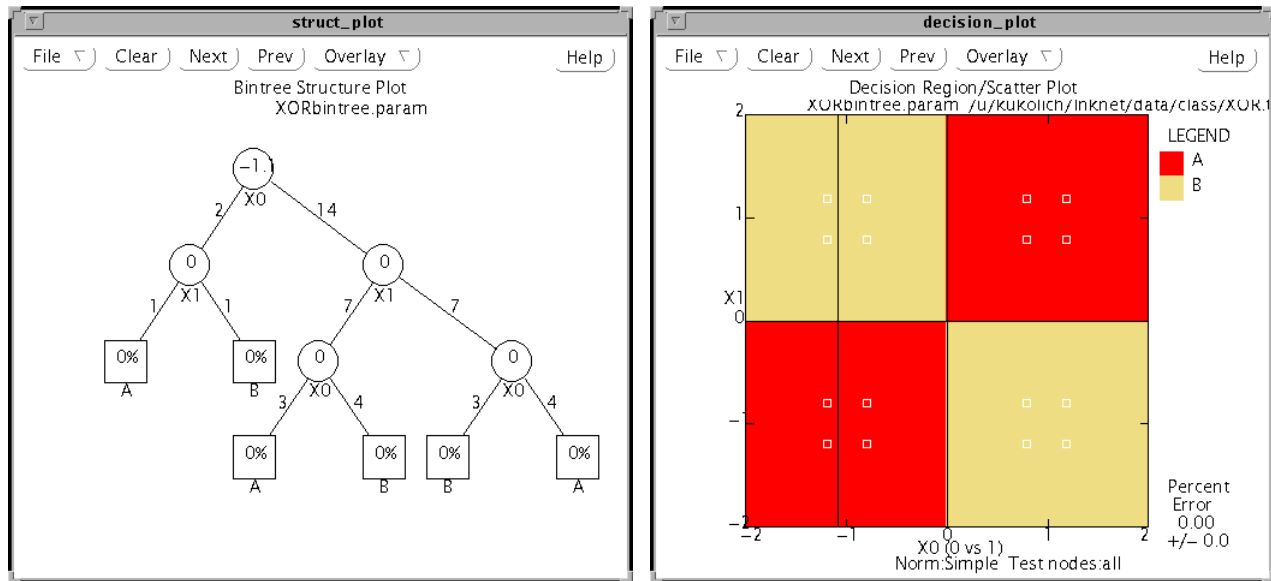 struct_plot
File Clear Next Prev Overlay Help
Bintree Structure Plot
XORbintree.param
−1.
X0
2 14
0 0
X1 X1
1 1 7 7
0% 0% 0 0
A B X0 X0
3 4 3 4
0% 0% 0% 0%
A B B A
decision_plot
File Clear Next Prev Overlay Help
Decision Region/Scatter Plot
XORbintree.param /u/kukolich/lnknet/data/class/XOR.t
2
LEGEND
A
B
1
X1
0
−1
−2
−2 −1 0 1 2
X0 (0 vs 1)
Norm:Simple Test nodes:all
Percent
Error
0.00
+/− 0.0